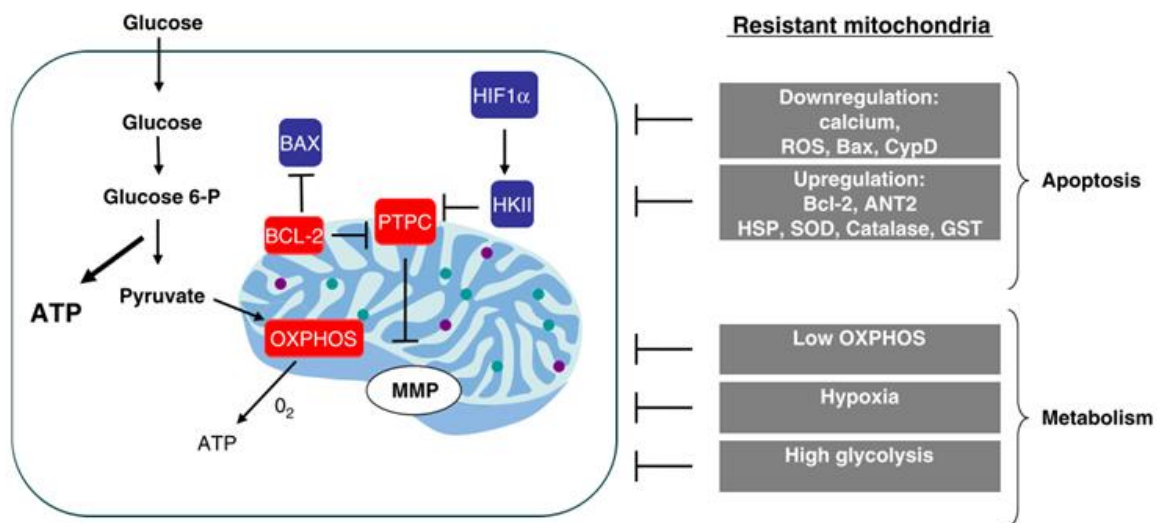 Glucose
Glucose
Glucose 6-P
ATP
Pyruvate
BAX
HIF1α
HKII
BCL-2
PTPC
OXPHOS
MMP
O₂
ATP
Resistant mitochondria
Downregulation:
calcium,
ROS, Bax, CypD
Upregulation:
Bcl-2, ANT2
HSP, SOD, Catalase, GST
Apoptosis
Low OXPHOS
Hypoxia
High glycolysis
Metabolism